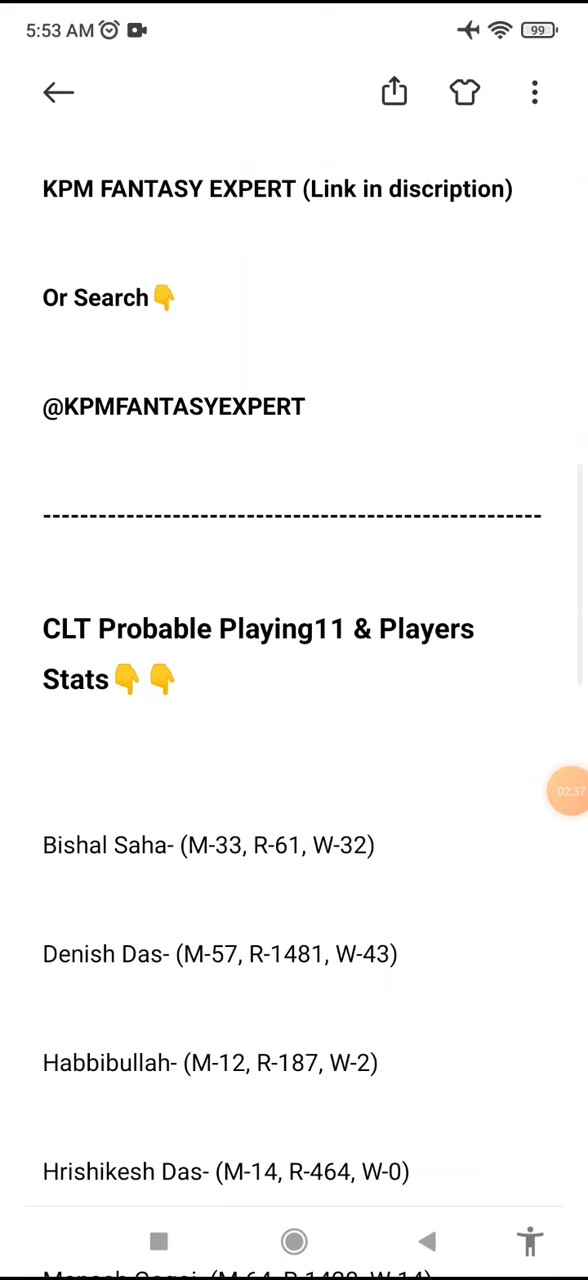 5:53 AM
99
KPM FANTASY EXPERT (Link in discription)
Or Search👇
@KPMFANTASYEXPERT
------------------------------------------------------
CLT Probable Playing11 & Players
Stats👇👇
02:37
Bishal Saha- (M-33, R-61, W-32)
Denish Das- (M-57, R-1481, W-43)
Habbibullah- (M-12, R-187, W-2)
Hrishikesh Das- (M-14, R-464, W-0)